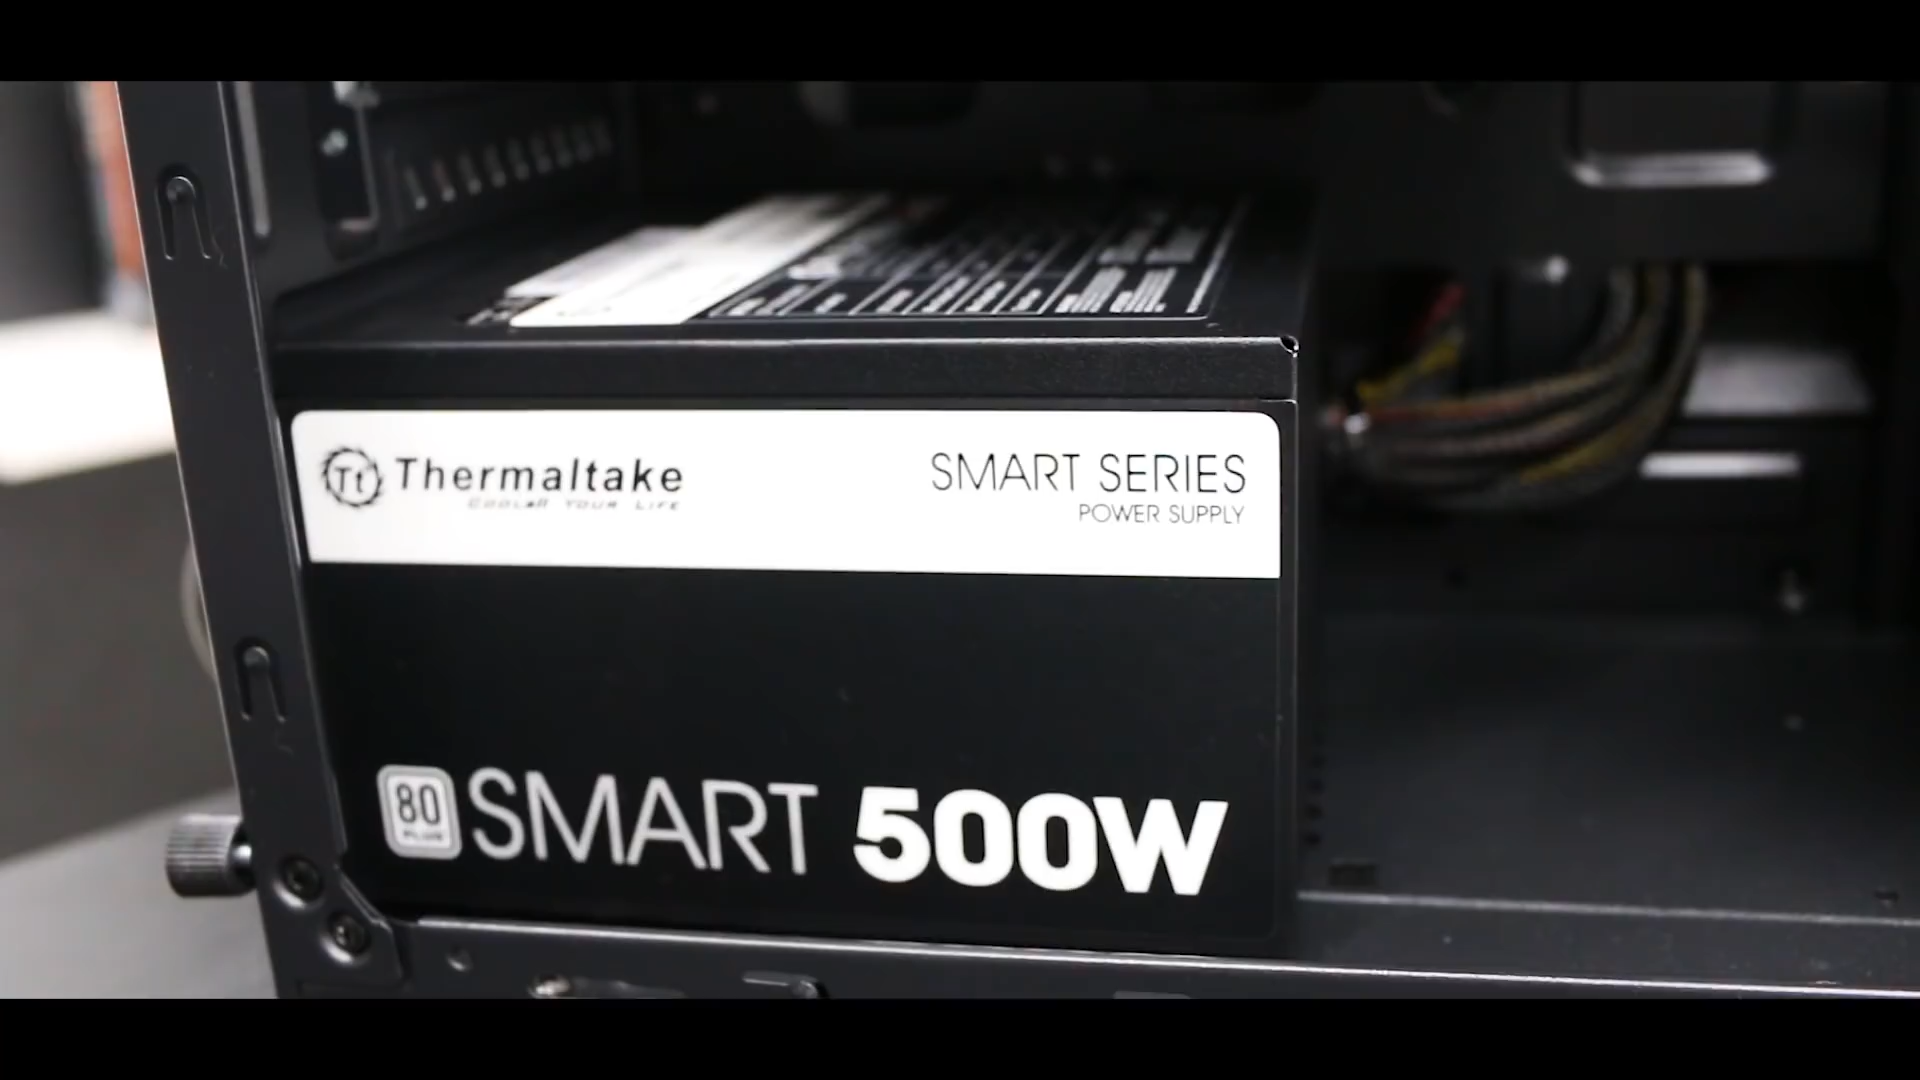 Tt Thermaltake
COOLER YOUR LIFE
SMART SERIES
POWER SUPPLY
80
PLUS
SMART 500W